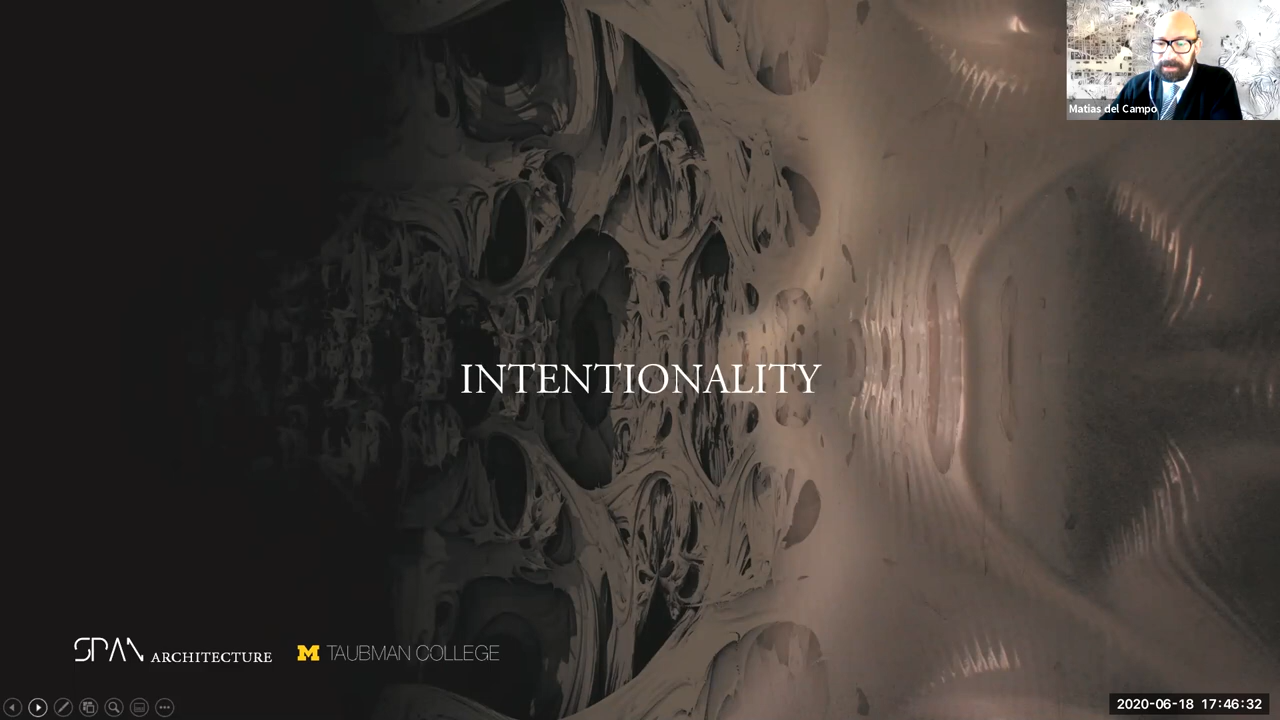 Matias del Campo
INTENTIONALITY
SPAN ARCHITECTURE
M TAUBMAN COLLEGE
2020-06-18 17:46:32